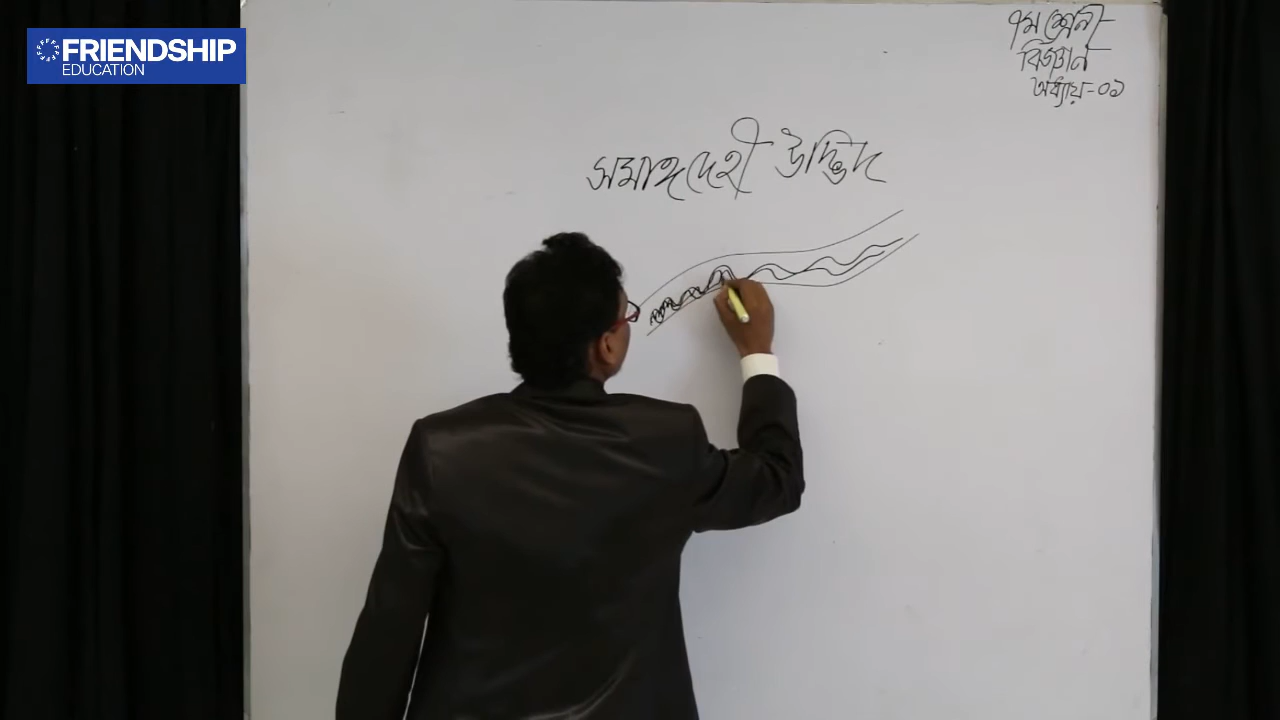 FRIENDSHIP
EDUCATION
৭ম শ্রেনী
বিজ্ঞান
অধ্যায়-০১
সমাঙ্গদেহী উদ্ভিদ